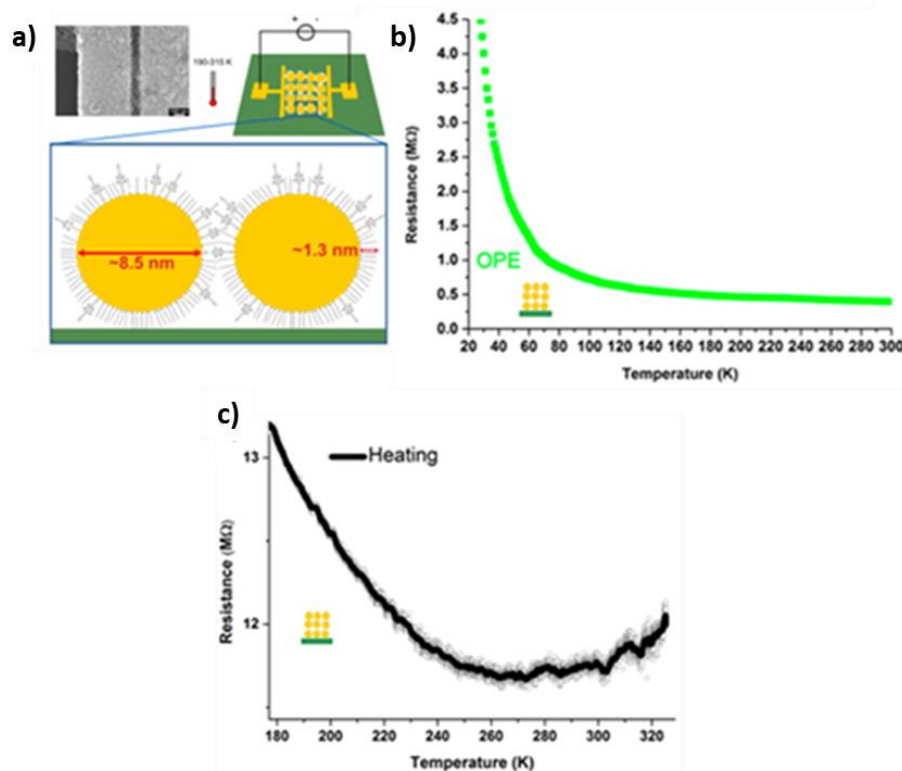 a)
190-315 K
+ -
~8.5 nm
~1.3 nm
b)
Resistance (MΩ)
4.5
4.0
3.5
3.0
2.5
2.0
1.5
1.0
0.5
0.0
OPE
20 40 60 80 100 120 140 160 180 200 220 240 260 280 300
Temperature (K)
c)
Heating
Resistance (MΩ)
13
12
180 200 220 240 260 280 300 320
Temperature (K)